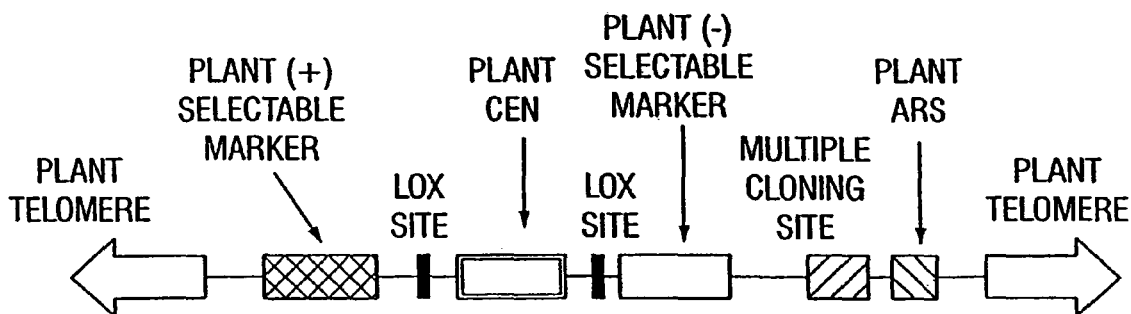 PLANT
TELOMERE
PLANT (+)
SELECTABLE
MARKER
LOX
SITE
PLANT
CEN
LOX
SITE
PLANT (-)
SELECTABLE
MARKER
MULTIPLE
CLONING
SITE
PLANT
ARS
PLANT
TELOMERE